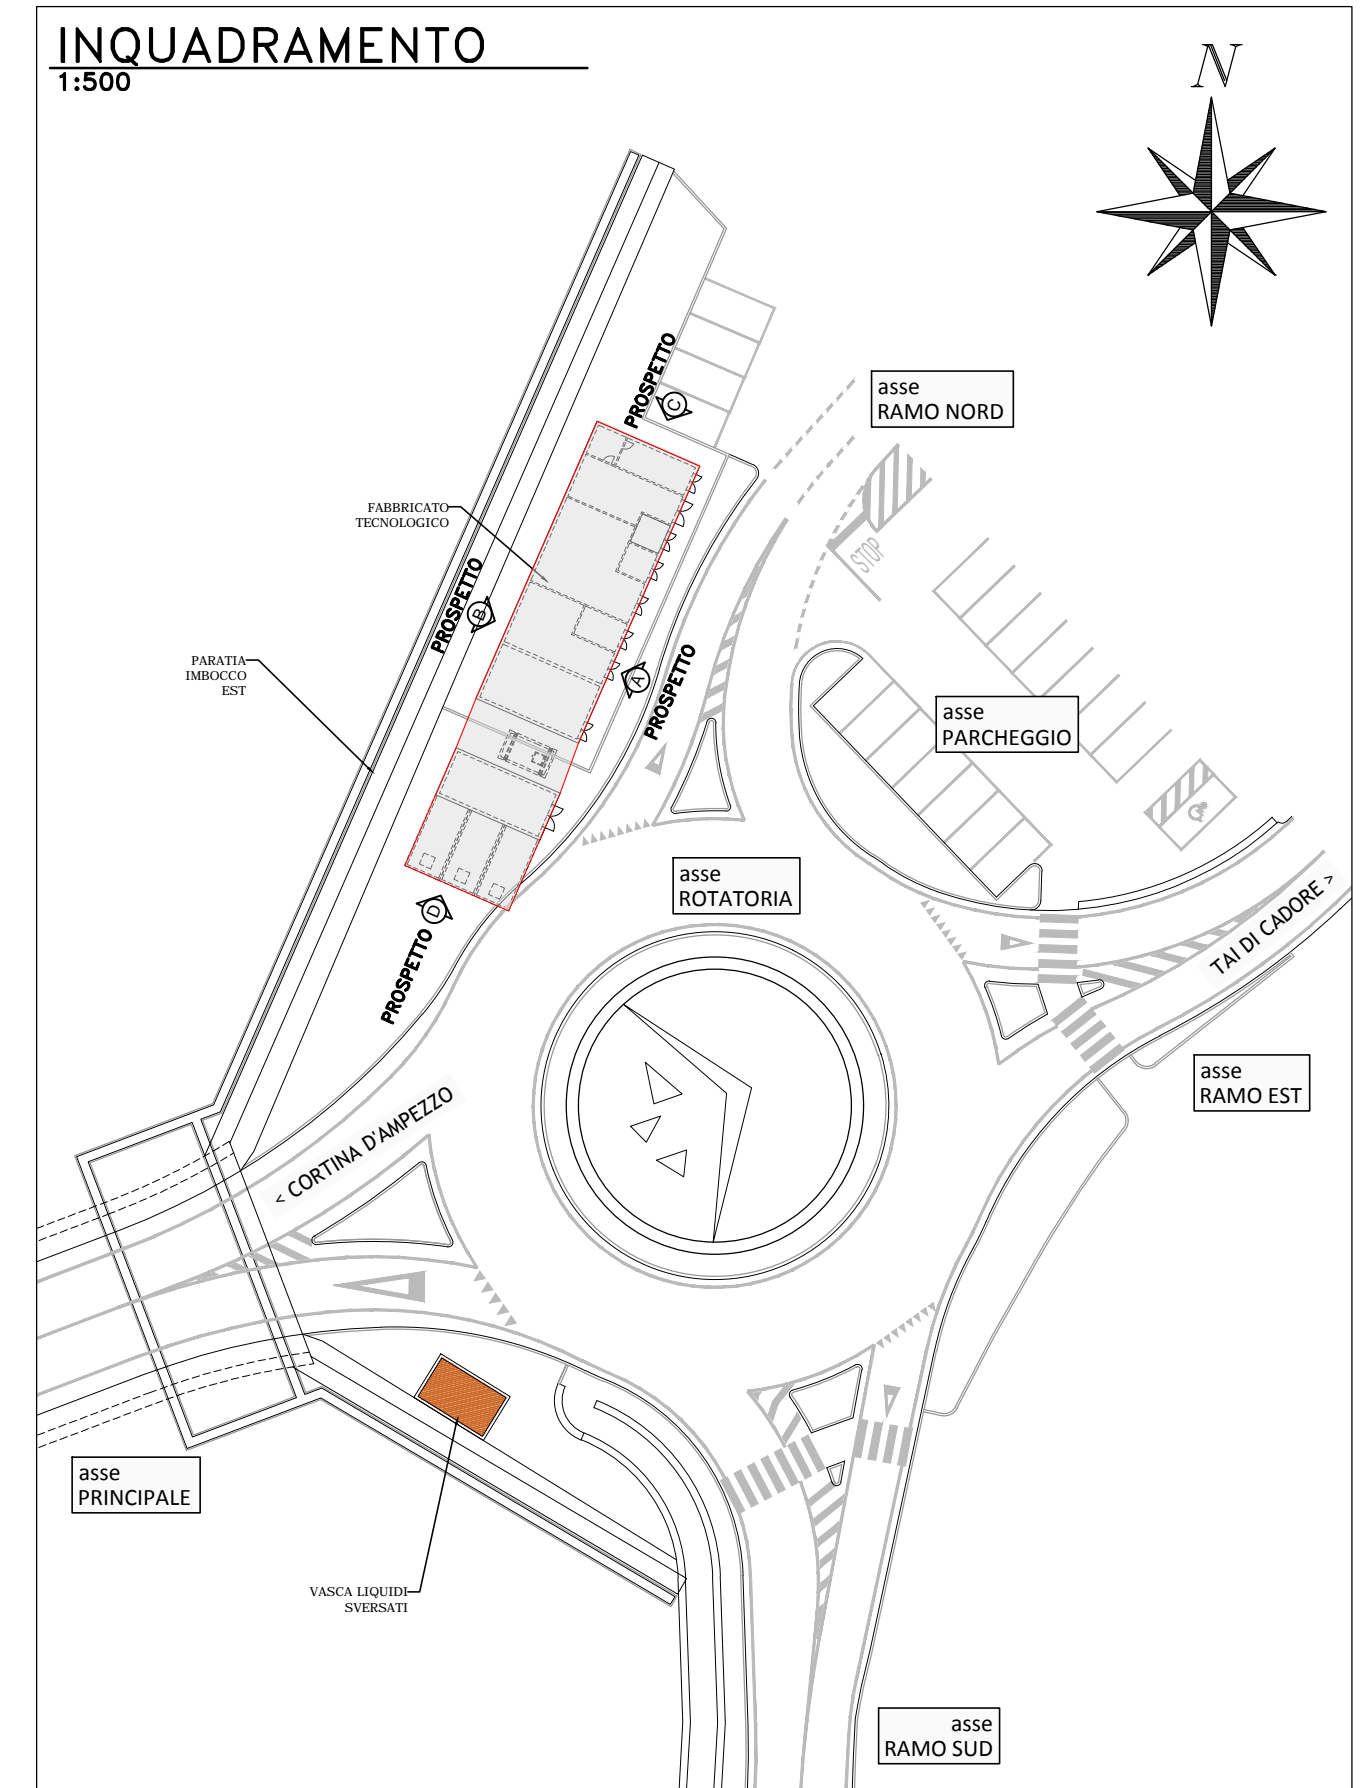 INQUADRAMENTO
1:500
N
asse
RAMO NORD
PROSPETTO
C
FABBRICATO
TECNOLOGICO
STOP
PROSPETTO
B
PARATIA
IMBOCCO
EST
A
PROSPETTO
asse
PARCHEGGIO
asse
ROTATORIA
D
PROSPETTO
TAI DI CADORE >
asse
RAMO EST
< CORTINA D'AMPEZZO
asse
PRINCIPALE
VASCA LIQUIDI
SVERSATI
asse
RAMO SUD